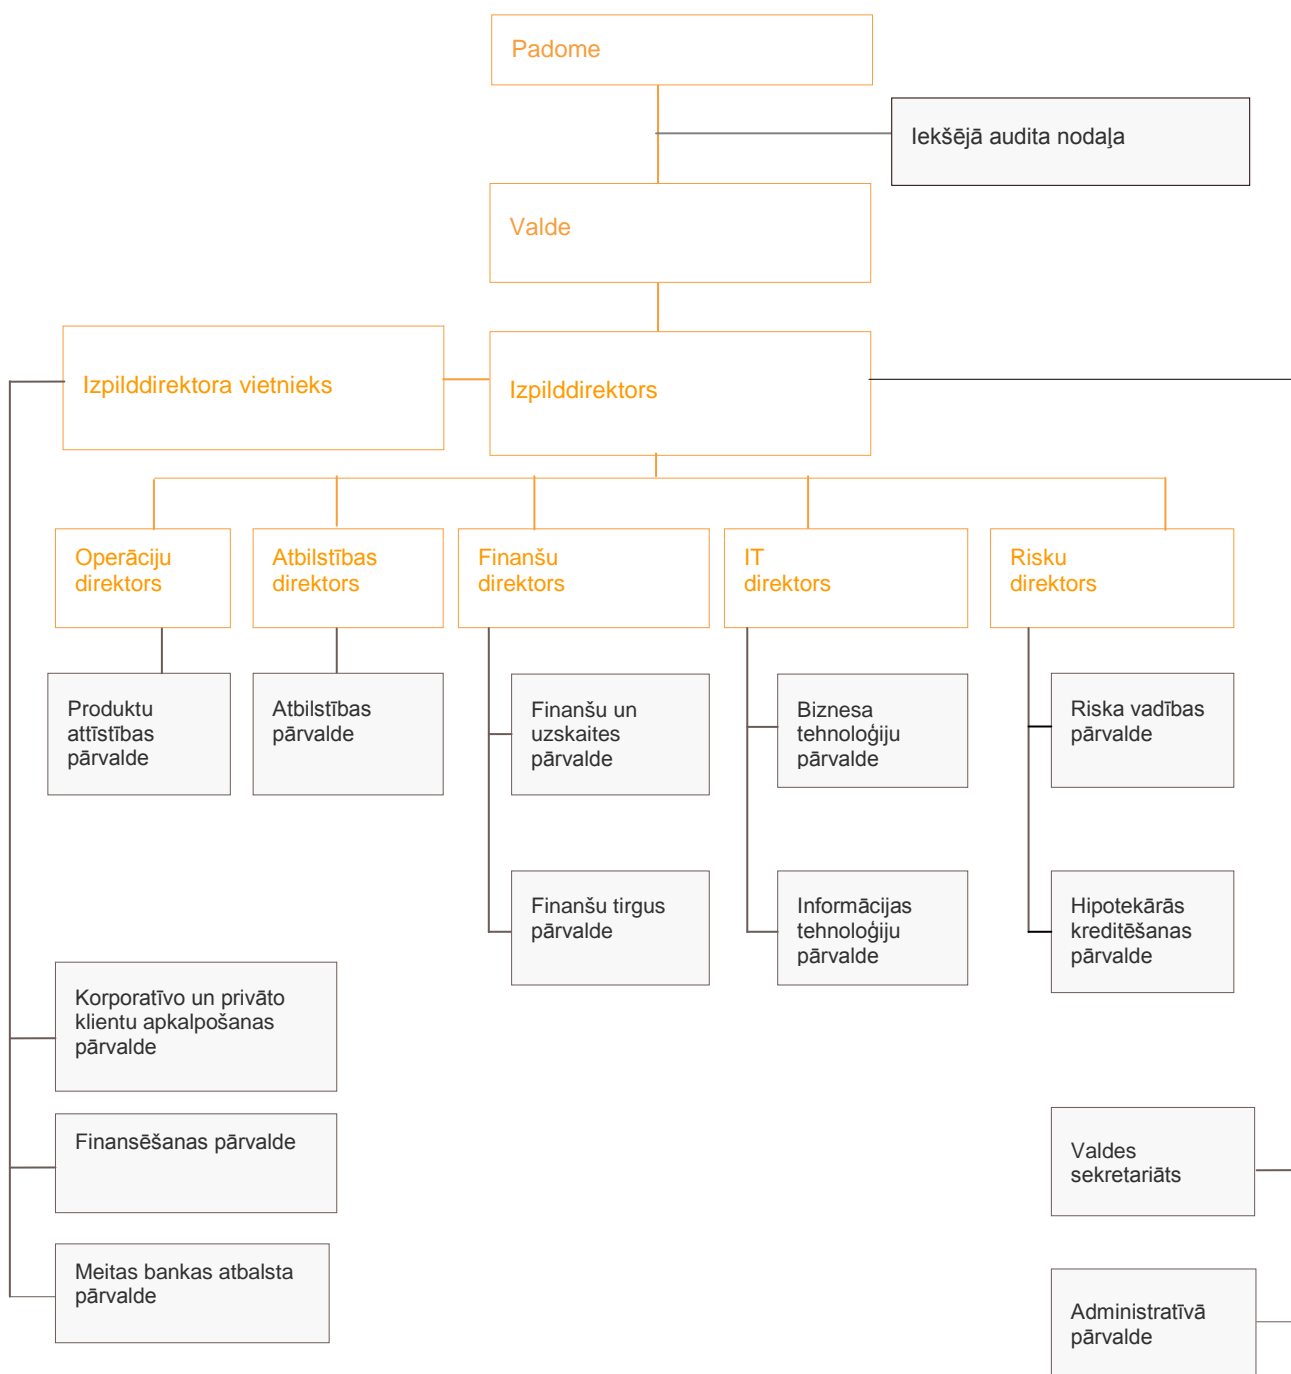 Padome
Iekšējā audita nodaļa
Valde
Izpilddirektora vietnieks
Izpilddirektors
Operāciju
direktors
Atbilstības
direktors
Finanšu
direktors
IT
direktors
Risku
direktors
Produktu
attīstības
pārvalde
Atbilstības
pārvalde
Finanšu un
uzskaites
pārvalde
Biznesa
tehnoloģiju
pārvalde
Riska vadības
pārvalde
Finanšu tirgus
pārvalde
Informācijas
tehnoloģiju
pārvalde
Hipotekārās
kreditēšanas
pārvalde
Korporatīvo un privāto
klientu apkalpošanas
pārvalde
Finansēšanas pārvalde
Valdes
sekretariāts
Meitas bankas atbalsta
pārvalde
Administratīvā
pārvalde